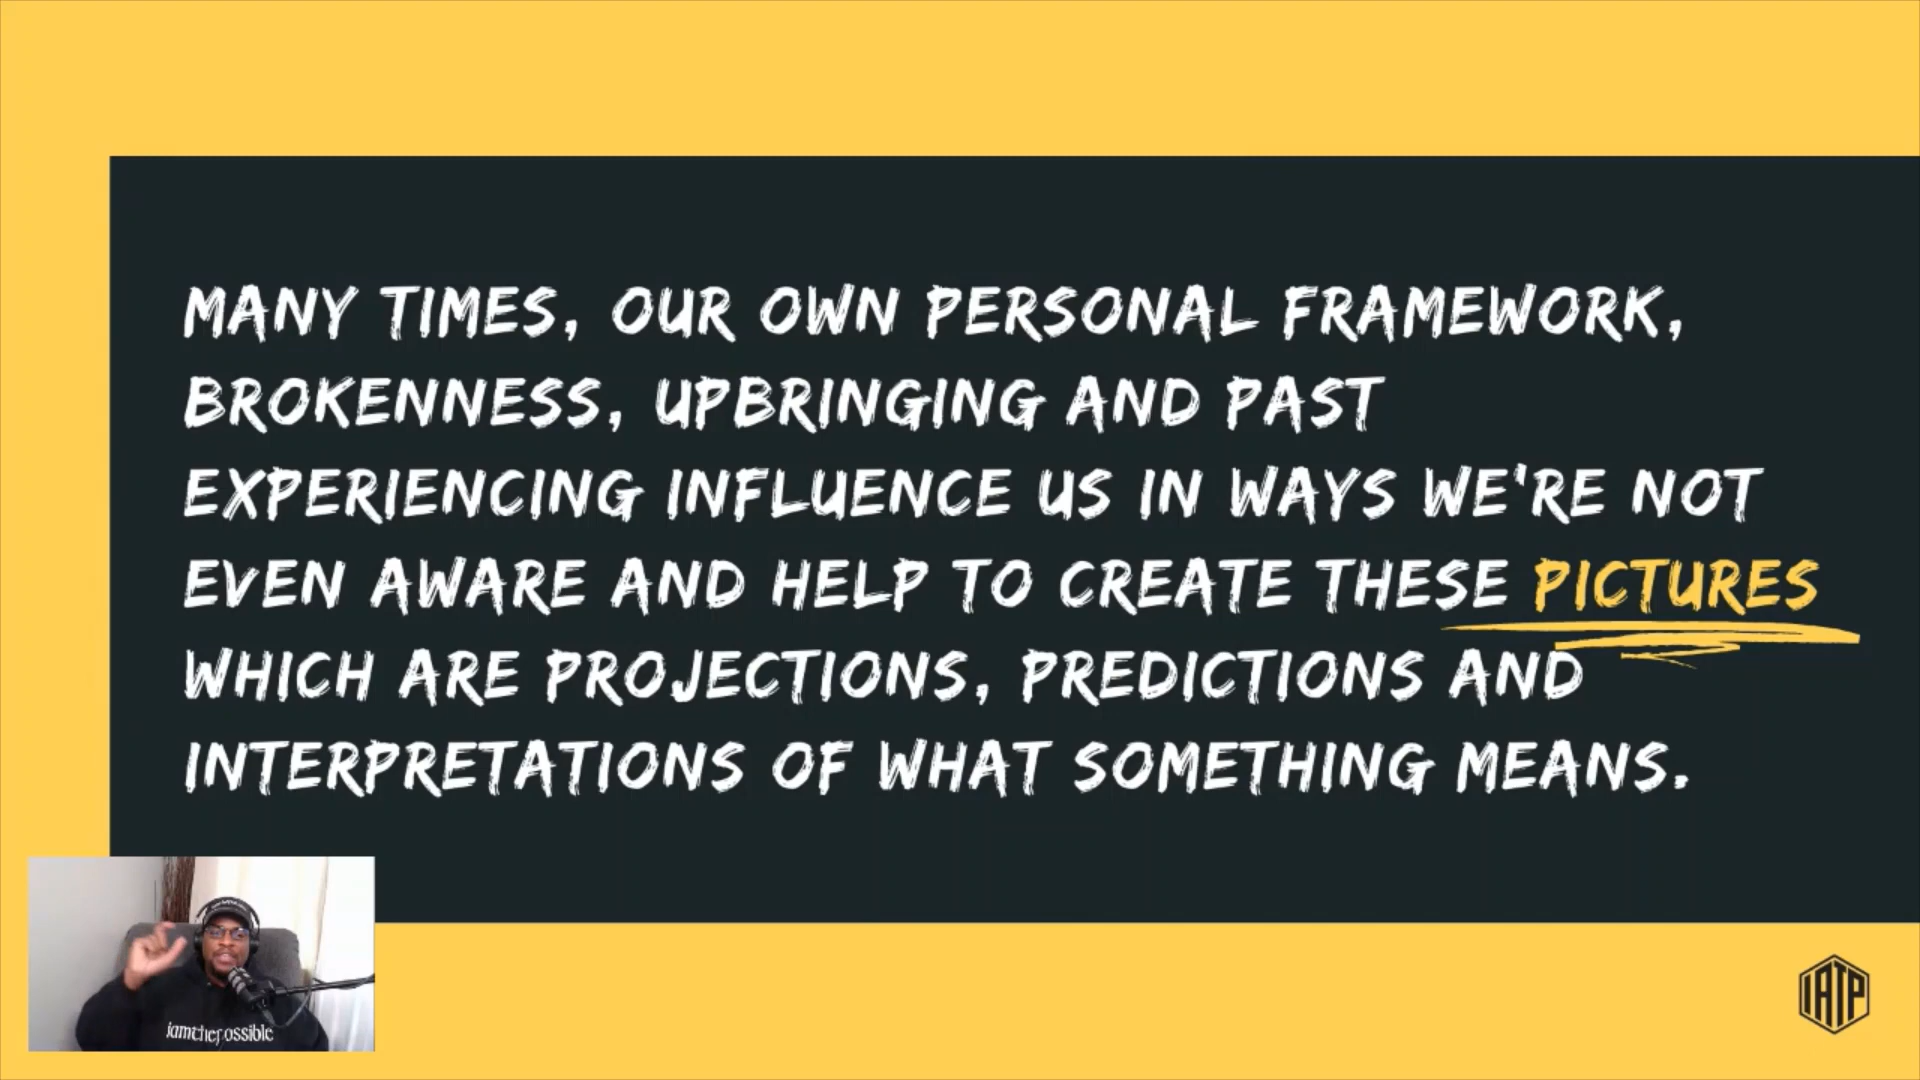 MANY TIMES, OUR OWN PERSONAL FRAMEWORK,
BROKENNESS, UPBRINGING AND PAST
EXPERIENCING INFLUENCE US IN WAYS WE'RE NOT
EVEN AWARE AND HELP TO CREATE THESE PICTURES
WHICH ARE PROJECTIONS, PREDICTIONS AND
INTERPRETATIONS OF WHAT SOMETHING MEANS.
IATP